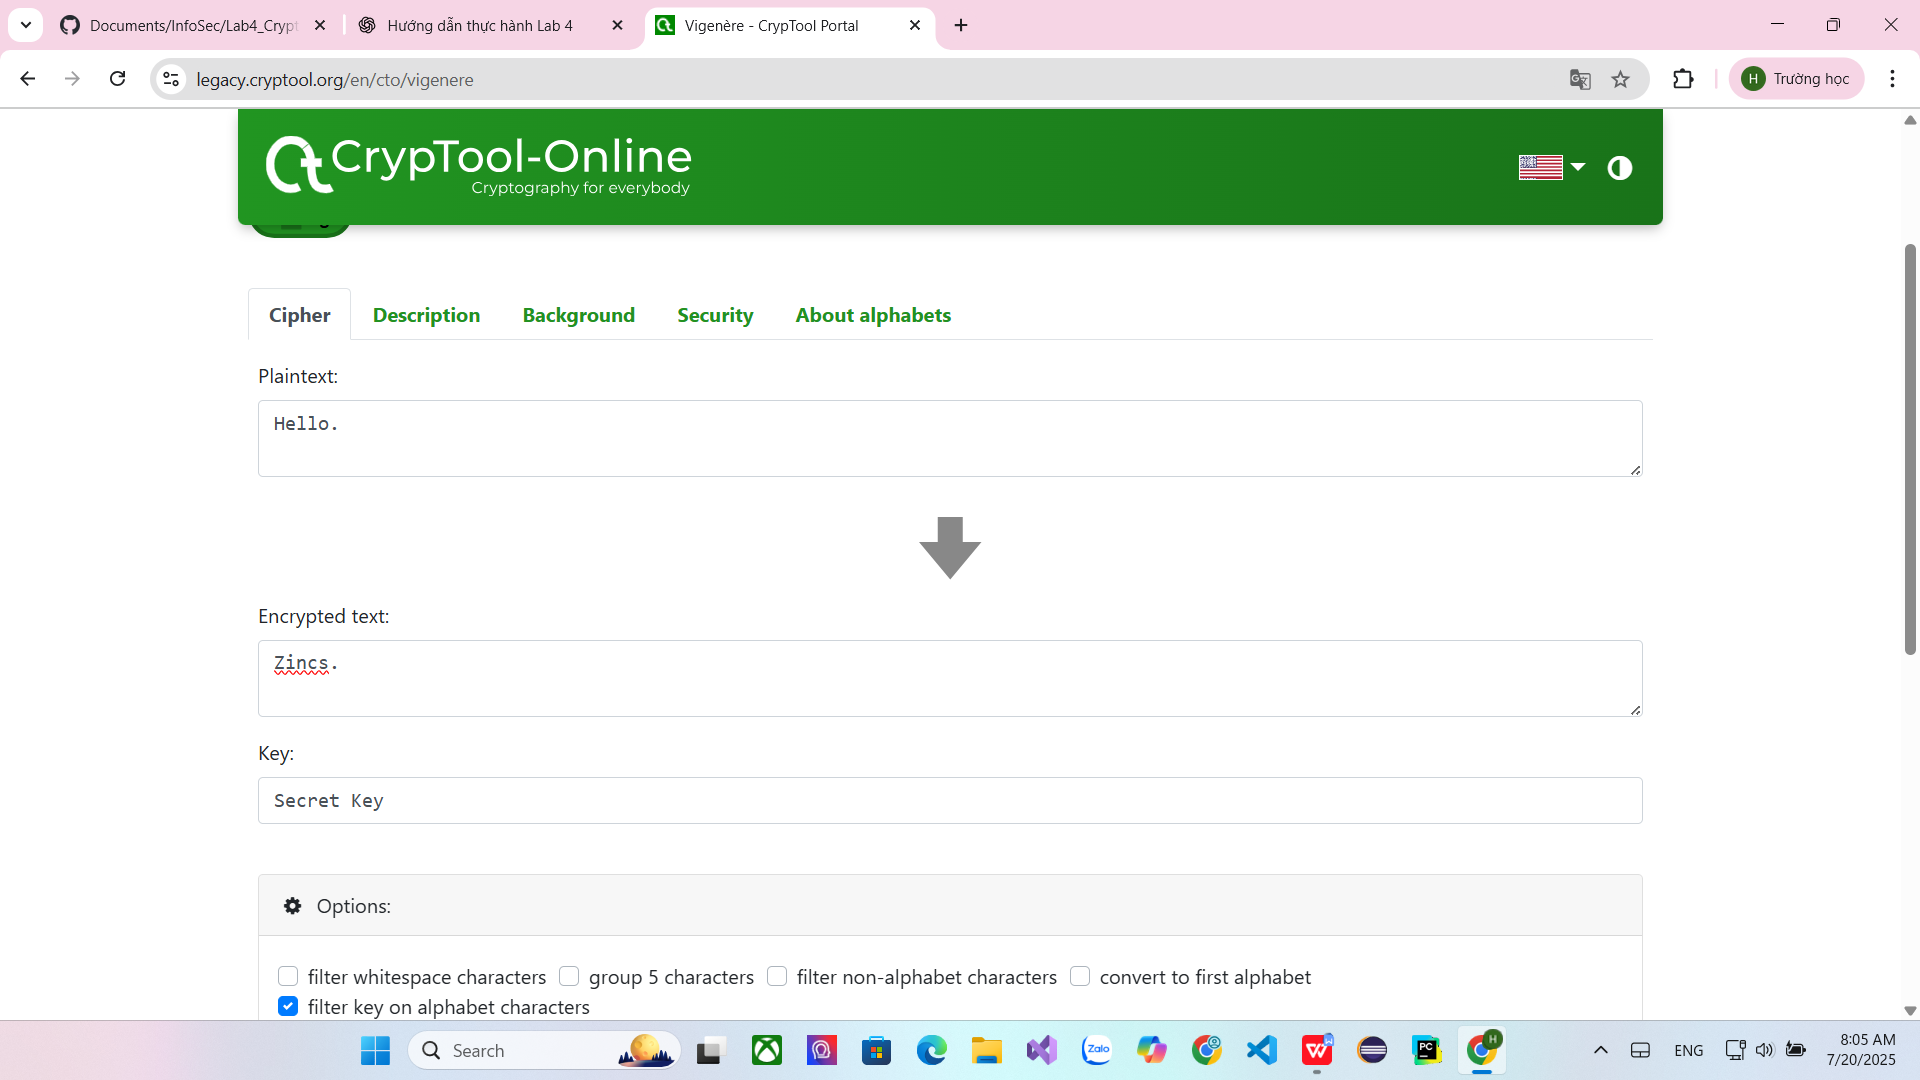 Documents/InfoSec/Lab4_Crypt
Hướng dẫn thực hành Lab 4
Vigenère - CrypTool Portal
legacy.cryptool.org/en/cto/vigenere
H Trường học
CrypTool-Online
Cryptography for everybody
Cipher Description Background Security About alphabets
Plaintext:
Hello.
Encrypted text:
Zincs.
Key:
Secret Key
Options:
filter whitespace characters group 5 characters filter non-alphabet characters convert to first alphabet
filter key on alphabet characters
Search
Zalo
PC
H
ENG
8:05 AM
7/20/2025